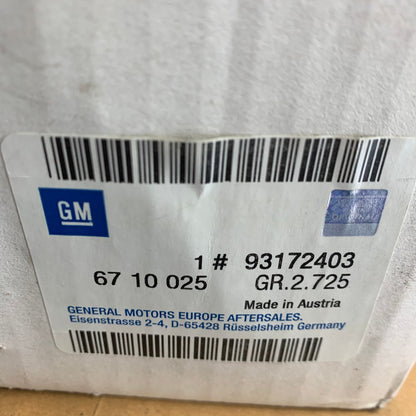 GM
1 # 93172403
67 10 025 GR.2.725
Made in Austria
GENERAL MOTORS EUROPE AFTERSALES.
Eisenstrasse 2-4, D-65428 Rüsselsheim Germany